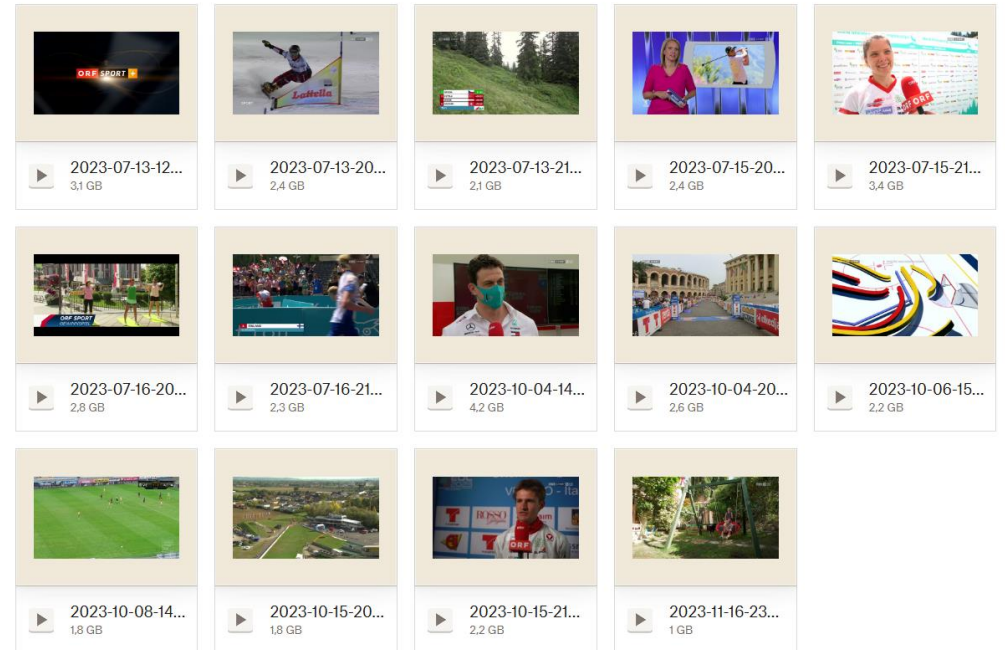 ORF SPORT +
Lattella
ORF
2023-07-13-12...
3,1 GB
2023-07-13-20...
2,4 GB
2023-07-13-21...
2,1 GB
2023-07-15-20...
2,4 GB
2023-07-15-21...
3,4 GB
ORF SPORT
2023-07-16-20...
2,8 GB
2023-07-16-21...
2,3 GB
2023-10-04-14...
4,2 GB
2023-10-04-20...
2,6 GB
2023-10-06-15...
2,2 GB
ROSSO
ORF
2023-10-08-14...
1,8 GB
2023-10-15-20...
1,8 GB
2023-10-15-21...
2,2 GB
2023-11-16-23...
1 GB